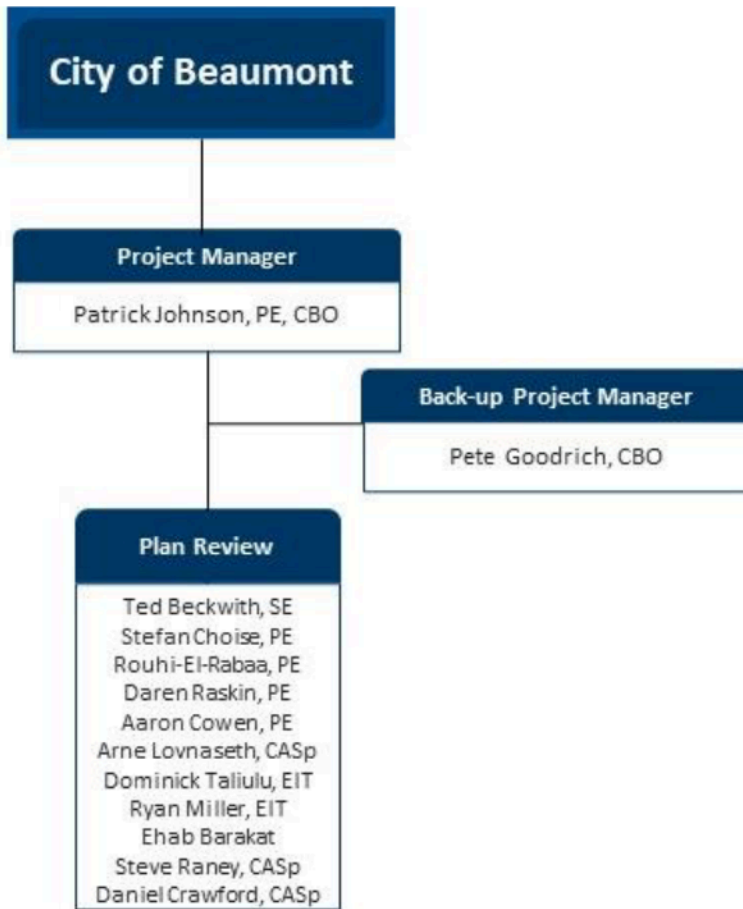 City of Beaumont
Project Manager
Patrick Johnson, PE, CBO
Back-up Project Manager
Pete Goodrich, CBO
Plan Review
Ted Beckwith, SE
Stefan Choise, PE
Rouhi-El-Rabaa, PE
Daren Raskin, PE
Aaron Cowen, PE
Arne Lovnaseth, CASp
Dominick Taliulu, EIT
Ryan Miller, EIT
Ehab Barakat
Steve Raney, CASp
Daniel Crawford, CASp